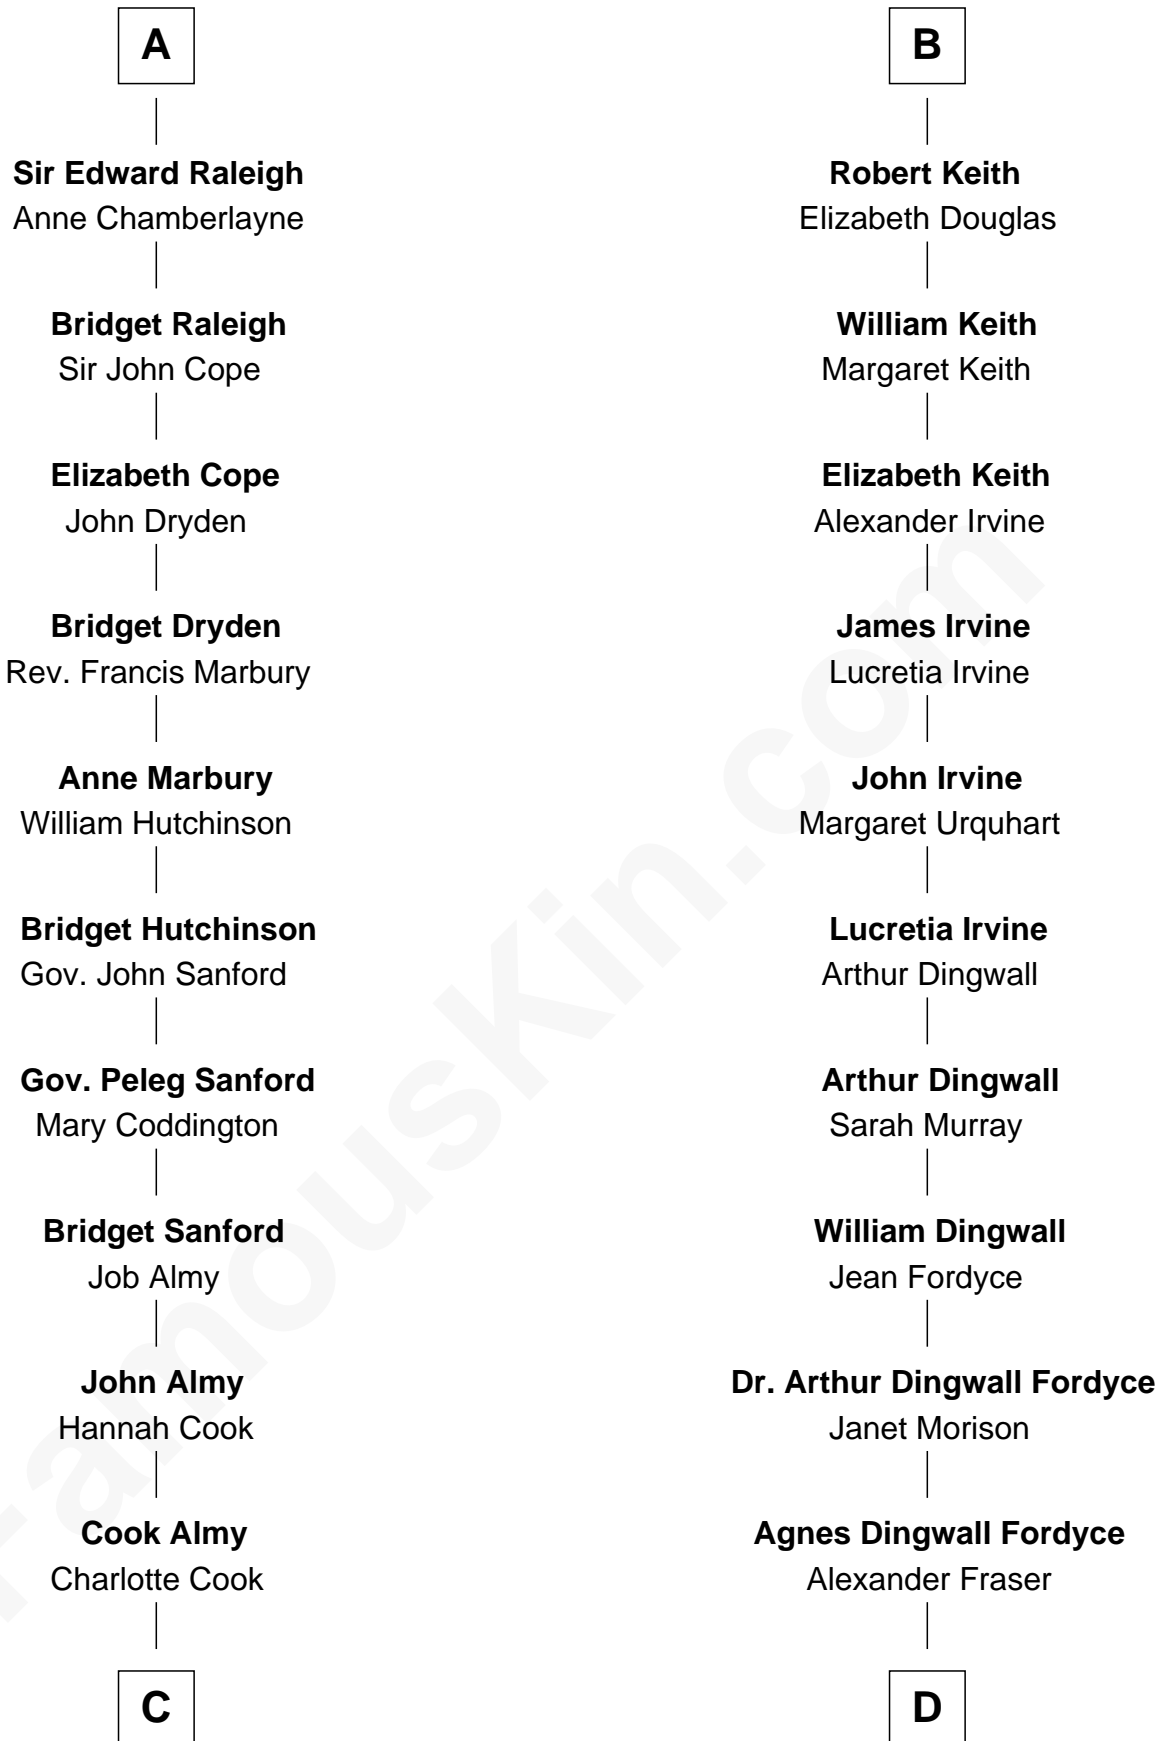 A
Sir Edward Raleigh
Anne Chamberlayne
Bridget Raleigh
Sir John Cope
Elizabeth Cope
John Dryden
Bridget Dryden
Rev. Francis Marbury
Anne Marbury
William Hutchinson
Bridget Hutchinson
Gov. John Sanford
Gov. Peleg Sanford
Mary Coddington
Bridget Sanford
Job Almy
John Almy
Hannah Cook
Cook Almy
Charlotte Cook
C
B
Robert Keith
Elizabeth Douglas
William Keith
Margaret Keith
Elizabeth Keith
Alexander Irvine
James Irvine
Lucretia Irvine
John Irvine
Margaret Urquhart
Lucretia Irvine
Arthur Dingwall
Arthur Dingwall
Sarah Murray
William Dingwall
Jean Fordyce
Dr. Arthur Dingwall Fordyce
Janet Morison
Agnes Dingwall Fordyce
Alexander Fraser
D
FamousKin.com